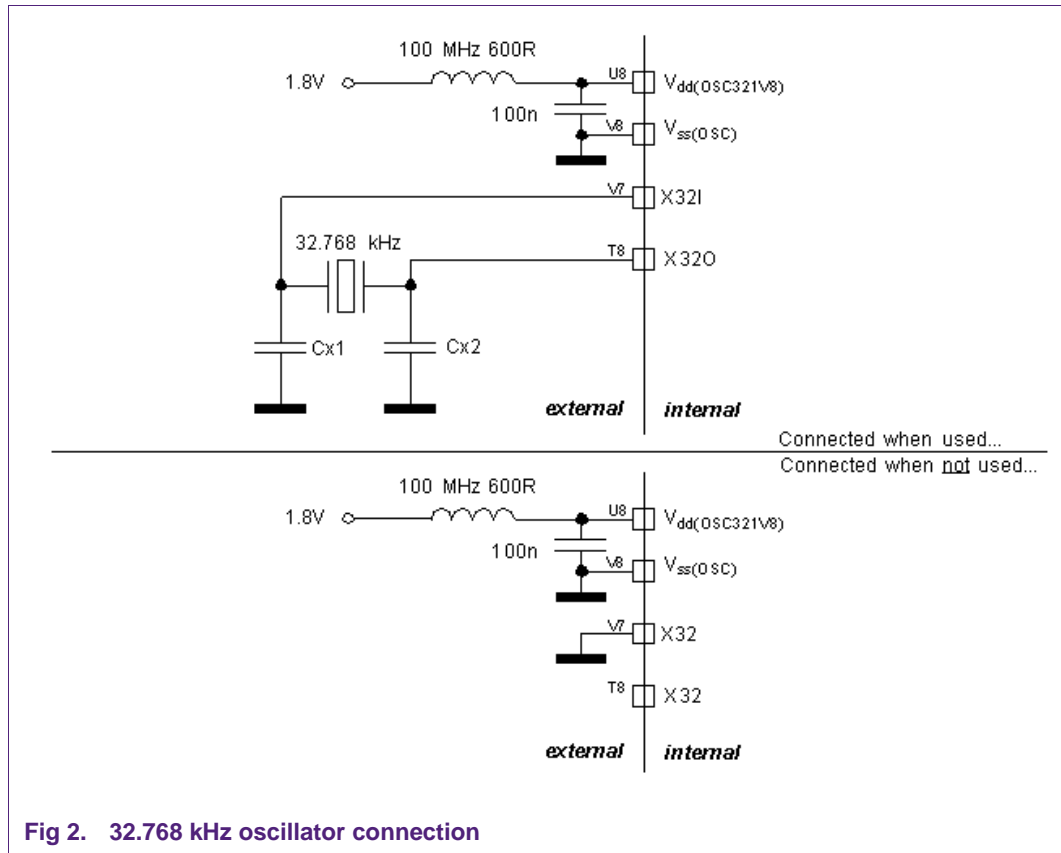 100 MHz 600R
1.8V
U8
Vdd(OSC321V8)
100n
V8
Vss(OSC)
V7
X32I
32.768 kHz
T8
X32O
Cx1
Cx2
external
internal
Connected when used...
Connected when not used...
100 MHz 600R
1.8V
U8
Vdd(OSC321V8)
100n
V8
Vss(OSC)
V7
X32
T8
X32
external
internal
Fig 2. 32.768 kHz oscillator connection